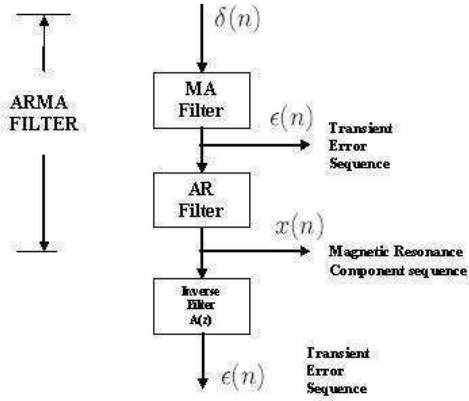 δ(n)
ARMA
FILTER
MA
Filter
ϵ(n)
Transient
Error
Sequence
AR
Filter
x(n)
Magnetic Resonance
Component sequence
Inverse
Filter
A(z)
ϵ(n)
Transient
Error
Sequence